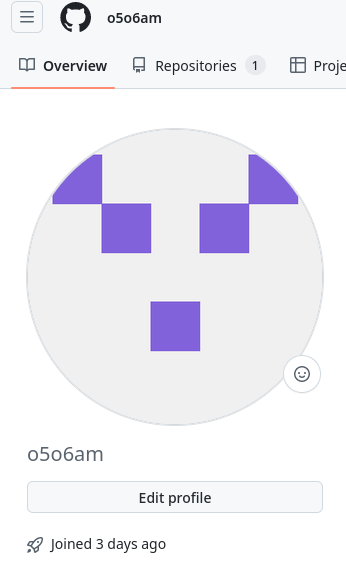 o5o6am
Overview
Repositories 1
Proje
o5o6am
Edit profile
Joined 3 days ago